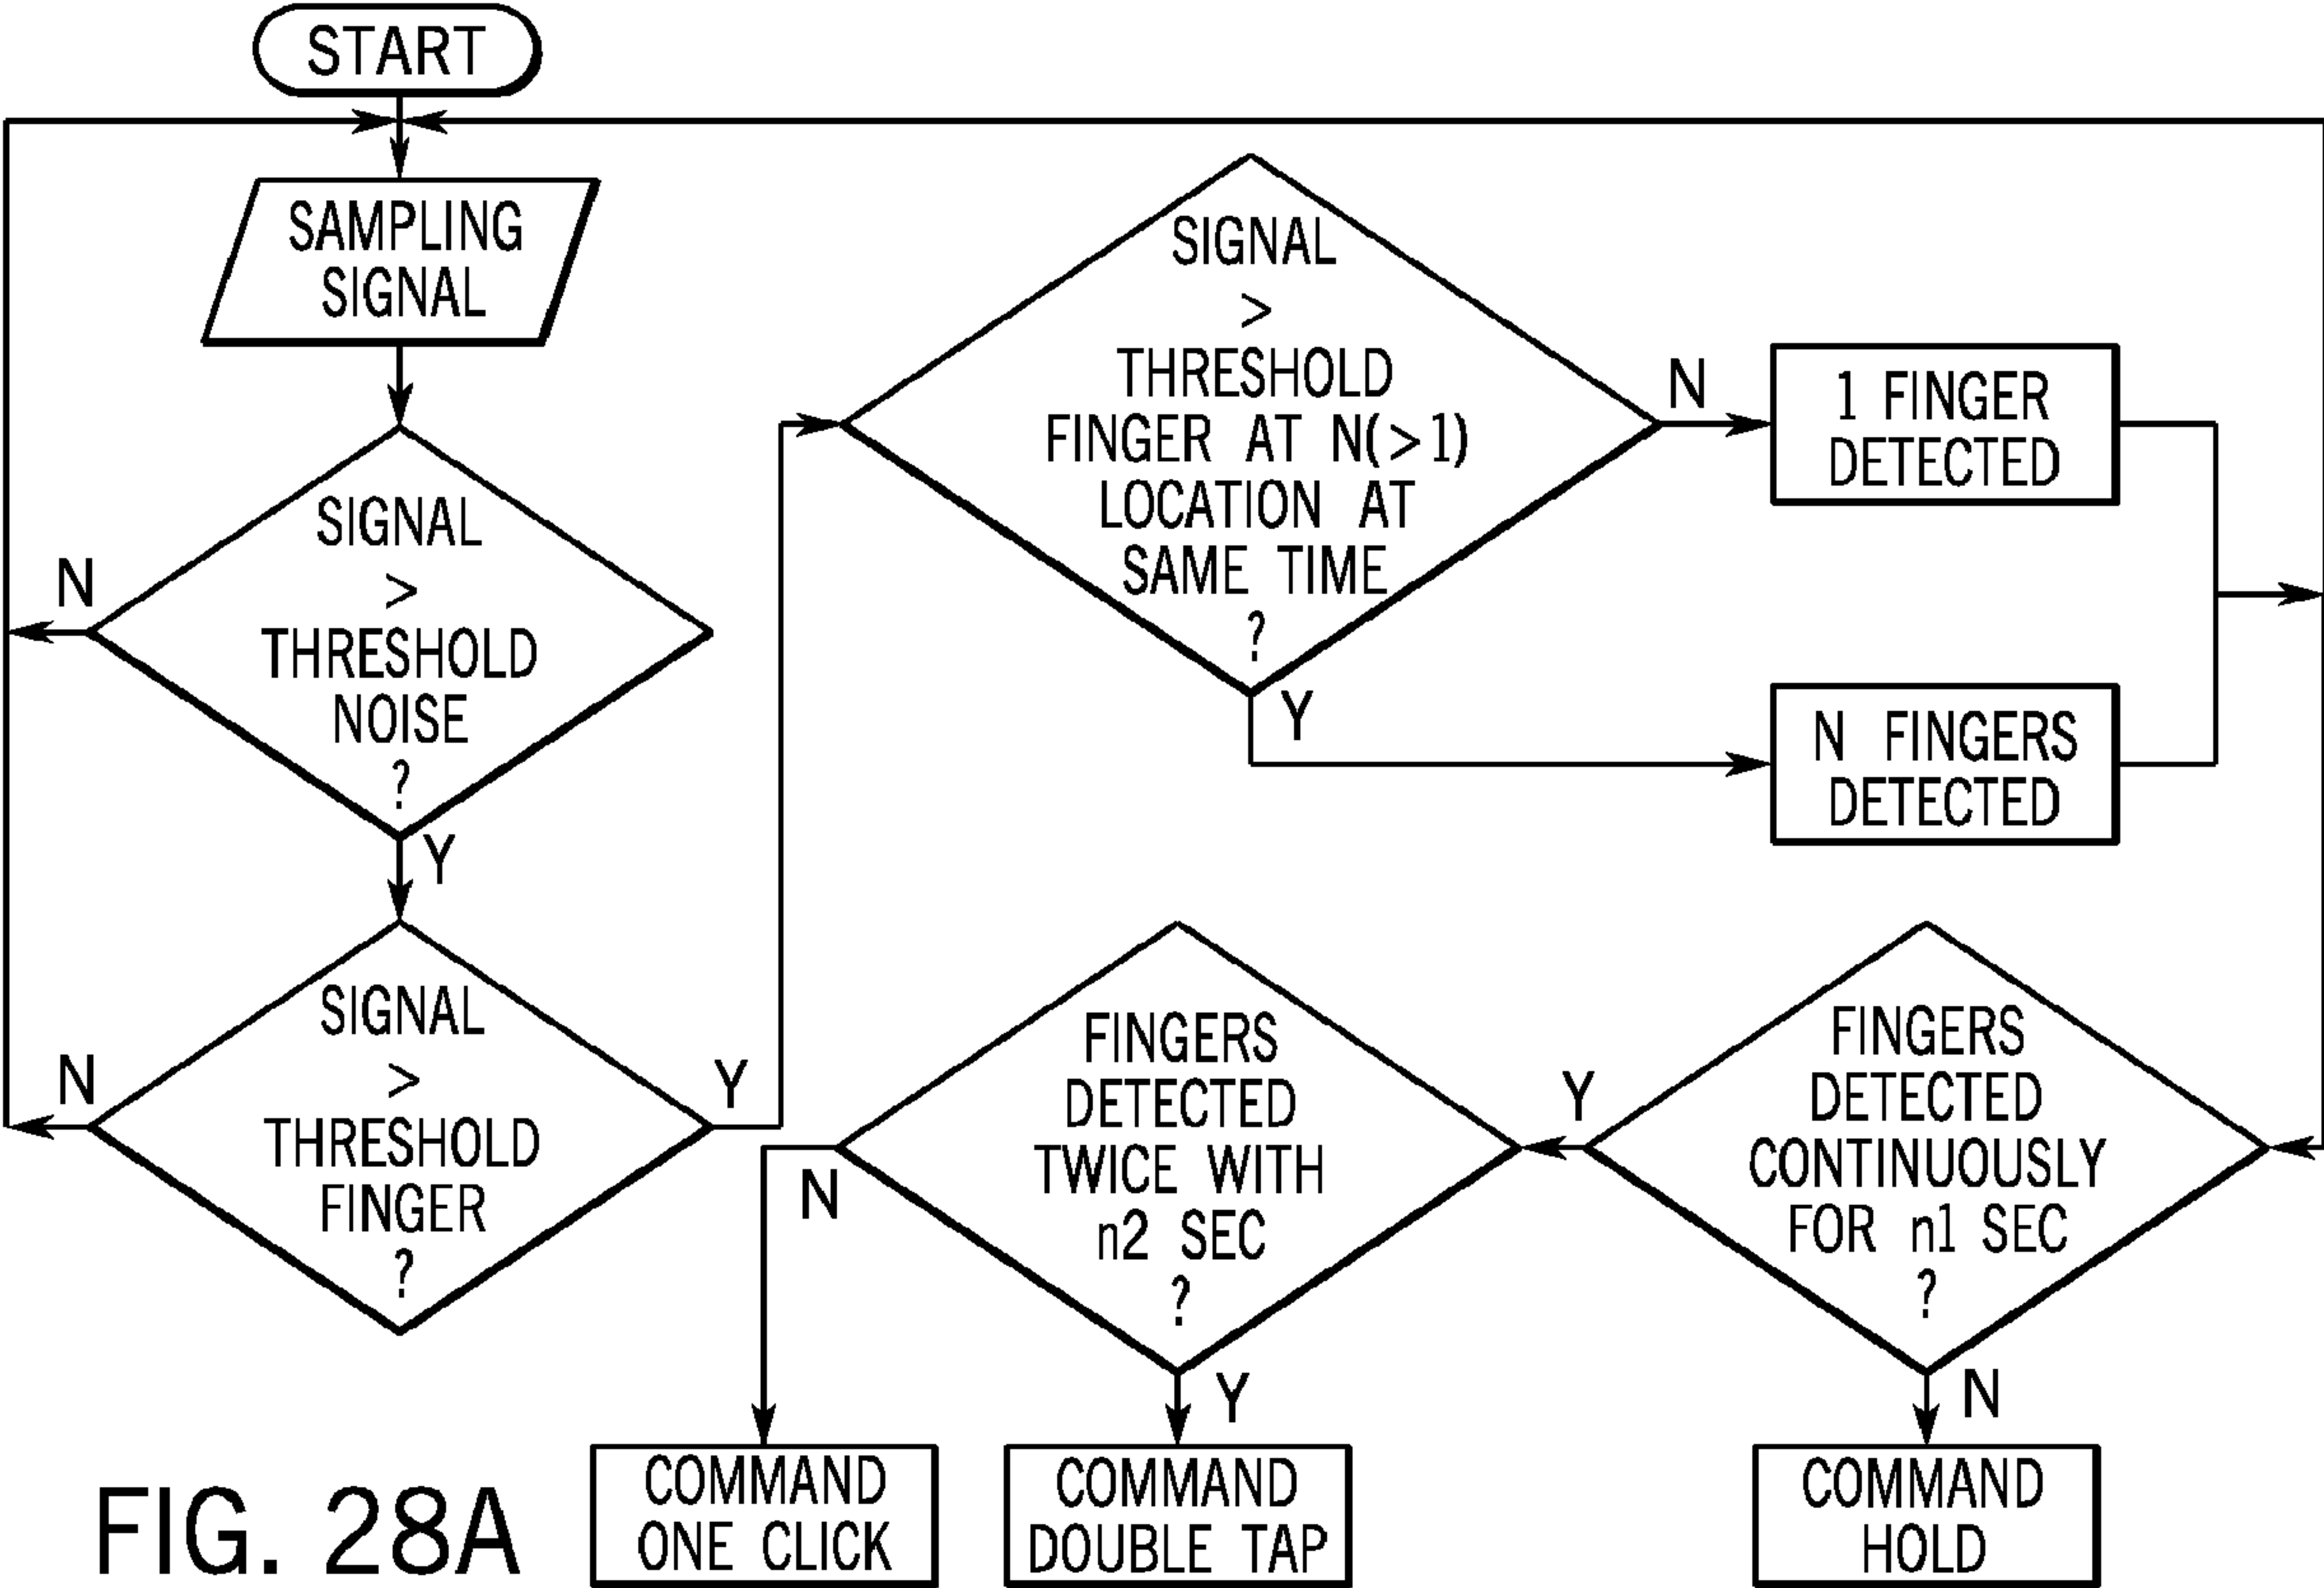 START
SAMPLING
SIGNAL
SIGNAL
>
THRESHOLD
NOISE
?
N
Y
SIGNAL
>
THRESHOLD
FINGER
?
N
Y
SIGNAL
>
THRESHOLD
FINGER AT N(>1)
LOCATION AT
SAME TIME
?
N
Y
1 FINGER
DETECTED
N FINGERS
DETECTED
FINGERS
DETECTED
CONTINUOUSLY
FOR n1 SEC
?
Y
N
FINGERS
DETECTED
TWICE WITH
n2 SEC
?
N
Y
COMMAND
ONE CLICK
COMMAND
DOUBLE TAP
COMMAND
HOLD
FIG. 28A